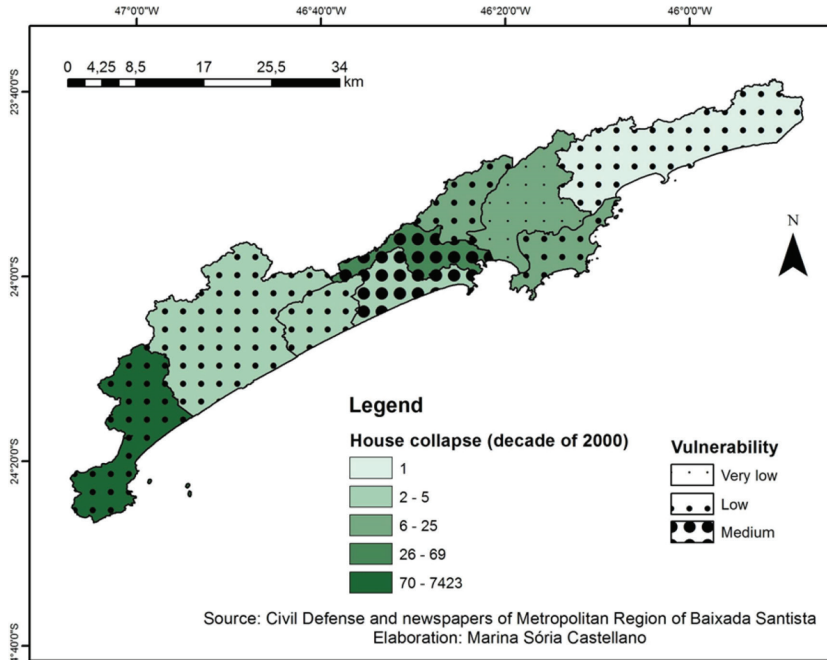 47°0'0"W 46°40'0"W 46°20'0"W 46°0'0"W
0 4,25 8,5 17 25,5 34
km
23°40'0"S
N
24°0'0"S
24°20'0"S
Legend
House collapse (decade of 2000)
1
2 - 5
6 - 25
26 - 69
70 - 7423
Vulnerability
Very low
Low
Medium
Source: Civil Defense and newspapers of Metropolitan Region of Baixada Santista
Elaboration: Marina Sória Castellano